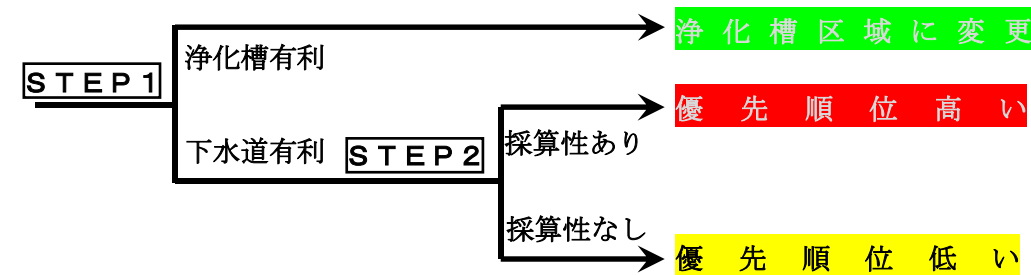 浄化槽区域に変更
浄化槽有利
ＳＴＥＰ１
優先順位高い
採算性あり
下水道有利
ＳＴＥＰ２
採算性なし
優先順位低い